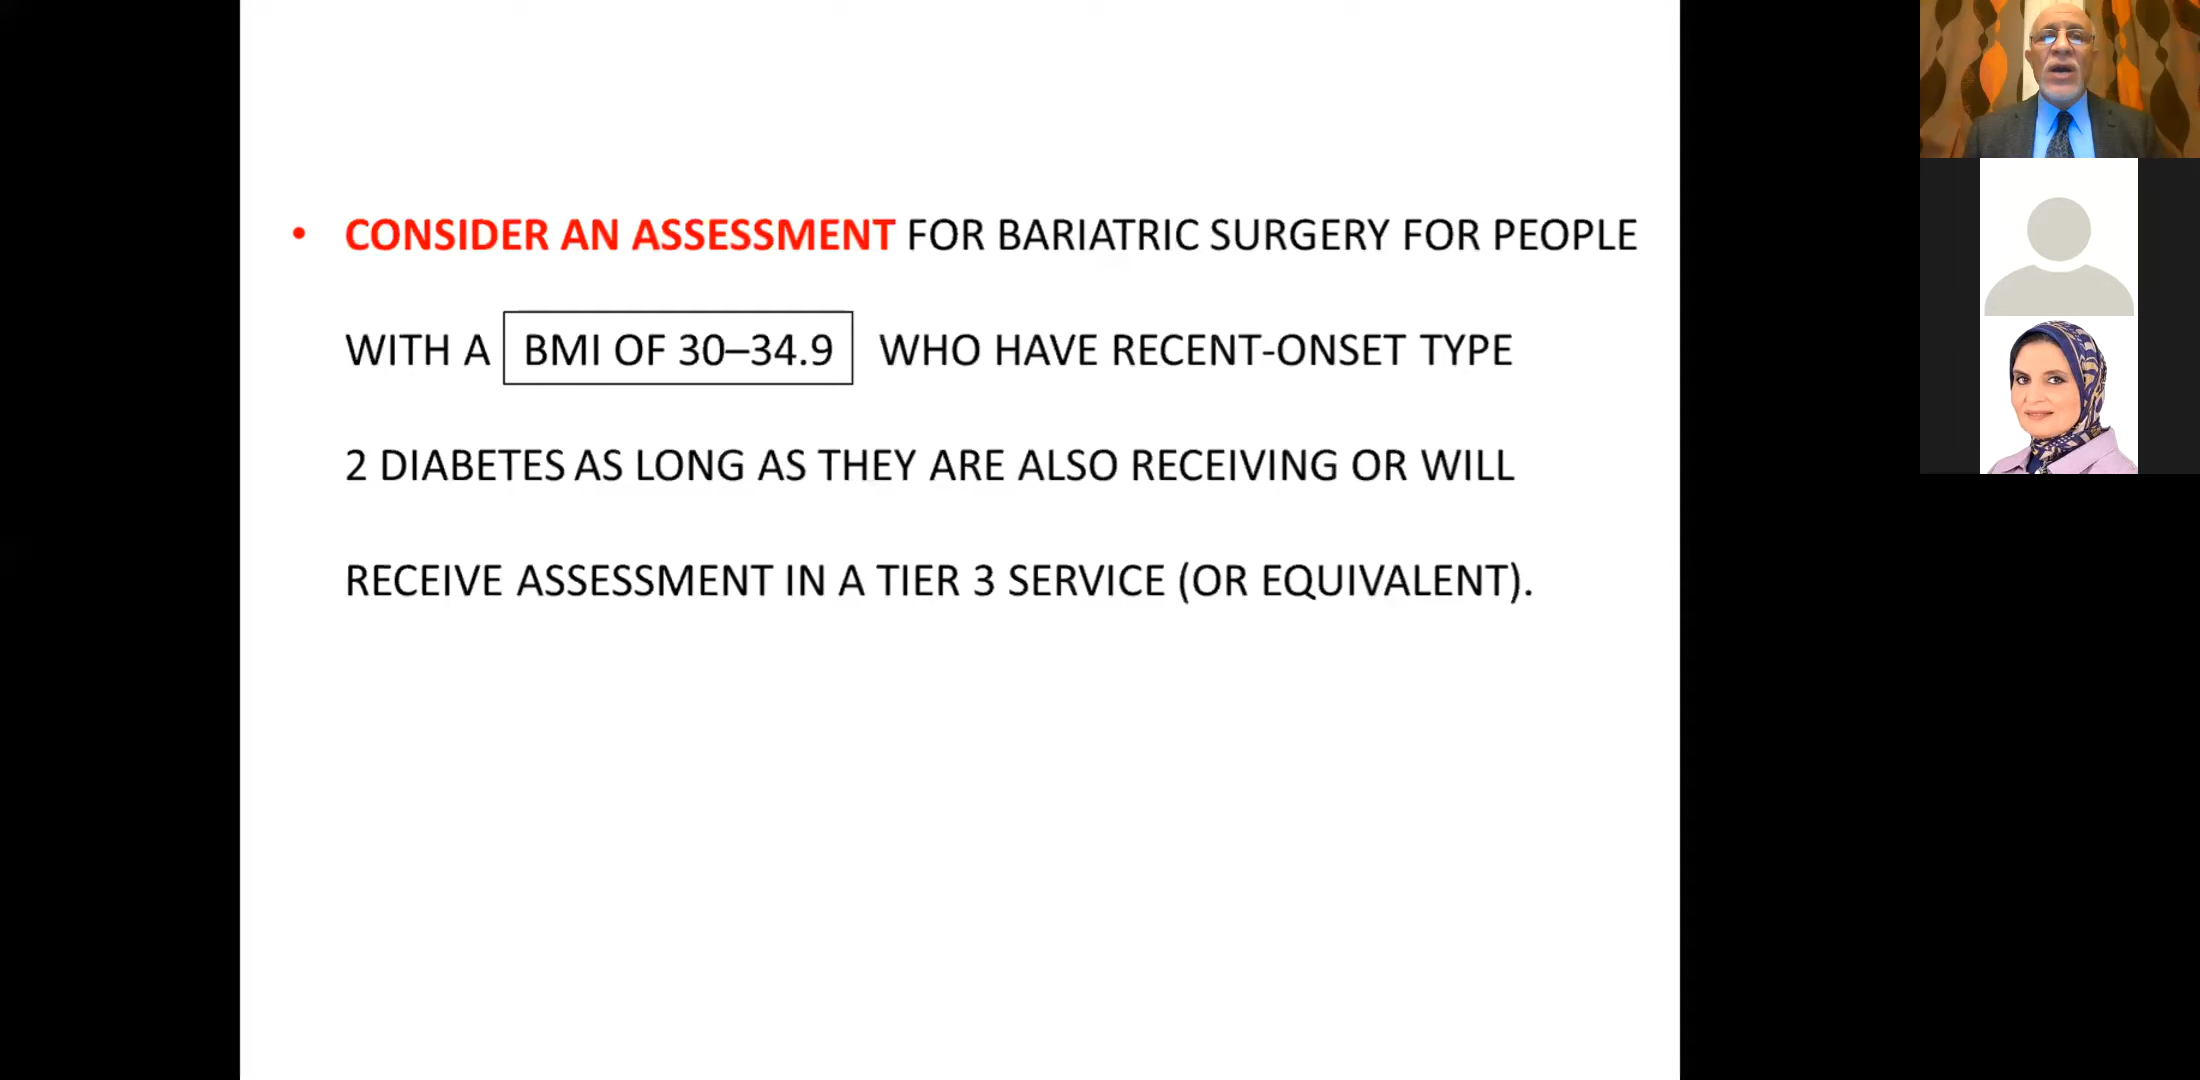 • CONSIDER AN ASSESSMENT FOR BARIATRIC SURGERY FOR PEOPLE
WITH A BMI OF 30–34.9 WHO HAVE RECENT-ONSET TYPE
2 DIABETES AS LONG AS THEY ARE ALSO RECEIVING OR WILL
RECEIVE ASSESSMENT IN A TIER 3 SERVICE (OR EQUIVALENT).